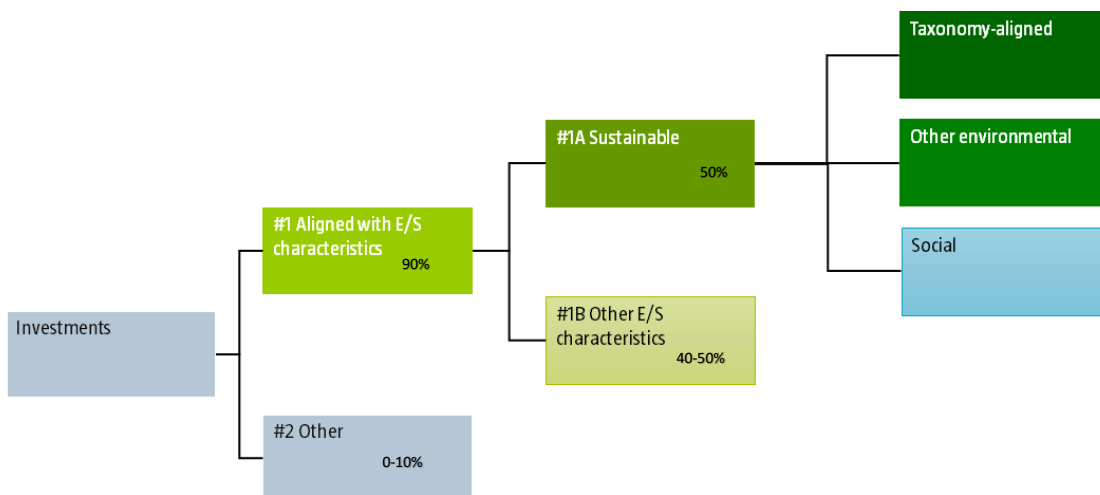 Taxonomy-aligned
Other environmental
#1A Sustainable
50%
#1 Aligned with E/S
characteristics
90%
Social
#1B Other E/S
characteristics
40-50%
Investments
#2 Other
0-10%